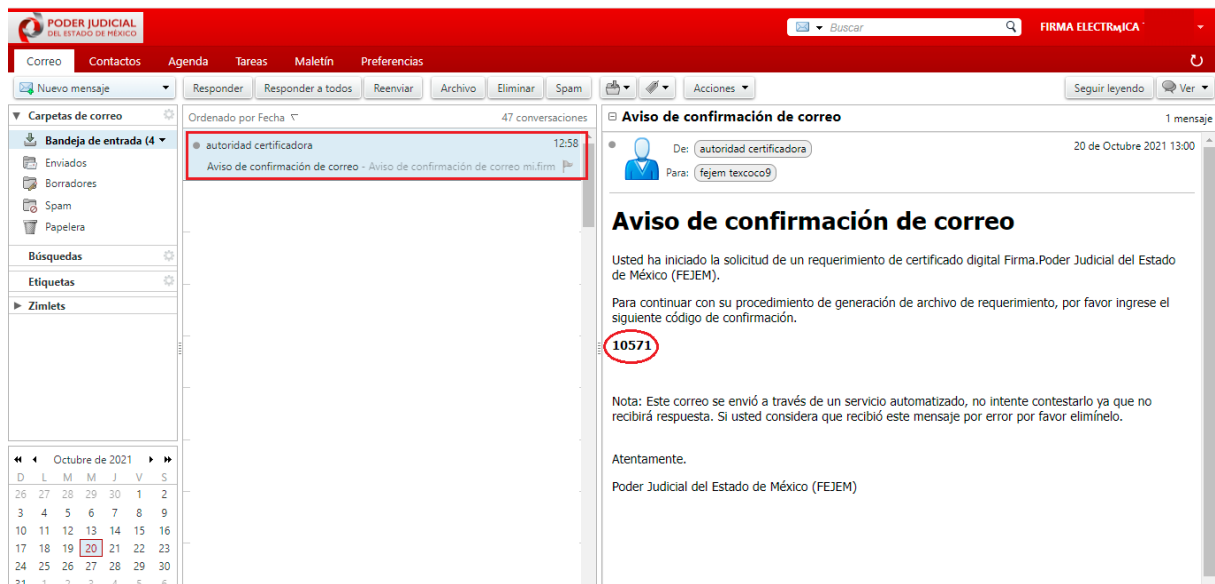 PODER JUDICIAL
DEL ESTADO DE MÉXICO
Buscar
FIRMA ELECTRмICA
Correo Contactos Agenda Tareas Maletín Preferencias
Nuevo mensaje Responder Responder a todos Reenviar Archivo Eliminar Spam Acciones Seguir leyendo Ver
Carpetas de correo
Bandeja de entrada (4
Enviados
Borradores
Spam
Papelera
Búsquedas
Etiquetas
Zimlets
Ordenado por Fecha 47 conversaciones
autoridad certificadora 12:58
Aviso de confirmación de correo - Aviso de confirmación de correo mi.firm
Aviso de confirmación de correo 1 mensaje
De: autoridad certificadora 20 de Octubre 2021 13:00
Para: fejem texcoco9
Aviso de confirmación de correo
Usted ha iniciado la solicitud de un requerimiento de certificado digital Firma.Poder Judicial del Estado
de México (FEJEM).
Para continuar con su procedimiento de generación de archivo de requerimiento, por favor ingrese el
siguiente código de confirmación.
10571
Nota: Este correo se envió a través de un servicio automatizado, no intente contestarlo ya que no
recibirá respuesta. Si usted considera que recibió este mensaje por error por favor elimínelo.
Atentamente.
Poder Judicial del Estado de México (FEJEM)
Octubre de 2021
D L M M J V S
26 27 28 29 30 1 2
3 4 5 6 7 8 9
10 11 12 13 14 15 16
17 18 19 20 21 22 23
24 25 26 27 28 29 30
31 1 2 3 4 5 6